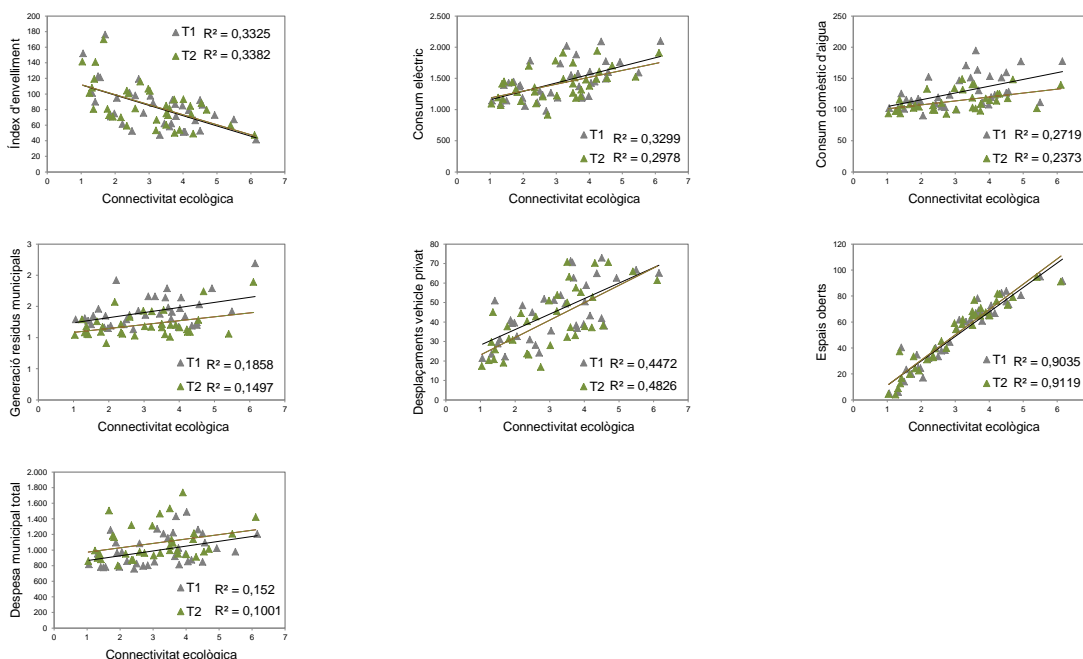 Índex d'envelliment
200
180
160
140
120
100
80
60
40
20
0
0 1 2 3 4 5 6 7
Connectivitat ecològica
T1 R² = 0,3325
T2 R² = 0,3382
Consum elèctric
2.500
2.000
1.500
1.000
500
0
0 1 2 3 4 5 6 7
Connectivitat ecològica
T1 R² = 0,3299
T2 R² = 0,2978
Consum domèstic d'aigua
250
200
150
100
50
0
0 1 2 3 4 5 6 7
Connectivitat ecològica
T1 R² = 0,2719
T2 R² = 0,2373
Generació residus municipals
3
2
2
1
1
0
0 1 2 3 4 5 6 7
Connectivitat ecològica
T1 R² = 0,1858
T2 R² = 0,1497
Desplaçaments vehicle privat
80
70
60
50
40
30
20
10
0
0 1 2 3 4 5 6 7
Connectivitat ecològica
T1 R² = 0,4472
T2 R² = 0,4826
Espais oberts
120
100
80
60
40
20
0
0 1 2 3 4 5 6 7
Connectivitat ecològica
T1 R² = 0,9035
T2 R² = 0,9119
Despesa municipal total
2.000
1.800
1.600
1.400
1.200
1.000
800
600
400
200
0
0 1 2 3 4 5 6 7
Connectivitat ecològica
T1 R² = 0,152
T2 R² = 0,1001